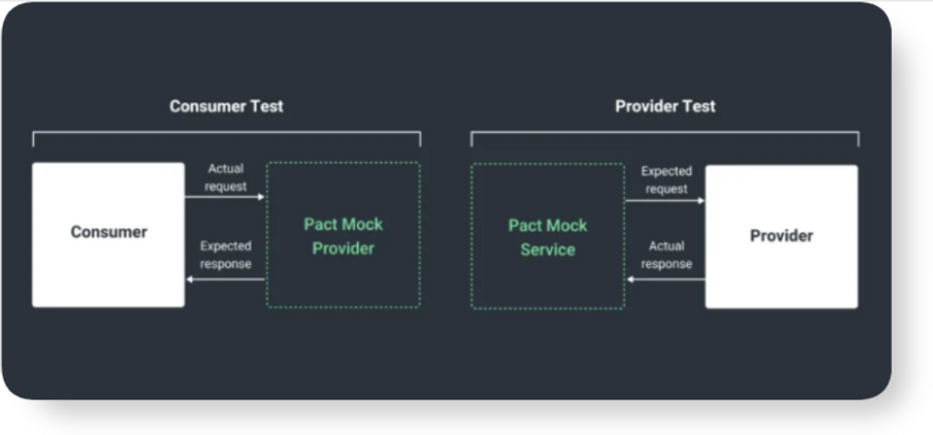 Consumer Test
Actual
request
Consumer
Pact Mock
Provider
Expected
response
Provider Test
Expected
request
Pact Mock
Service
Provider
Actual
response